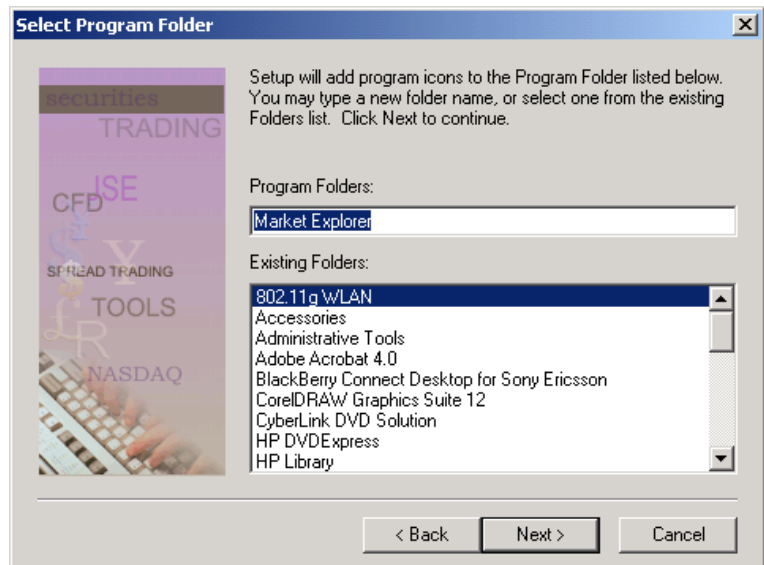 Select Program Folder
securities
TRADING
JSE
CFD
SPREAD TRADING
TOOLS
NASDAQ
Setup will add program icons to the Program Folder listed below.
You may type a new folder name, or select one from the existing
Folders list.  Click Next to continue.
Program Folders:
Market Explorer
Existing Folders:
802.11g WLAN
Accessories
Administrative Tools
Adobe Acrobat 4.0
BlackBerry Connect Desktop for Sony Ericsson
CorelDRAW Graphics Suite 12
CyberLink DVD Solution
HP DVDExpress
HP Library
< Back
Next >
Cancel